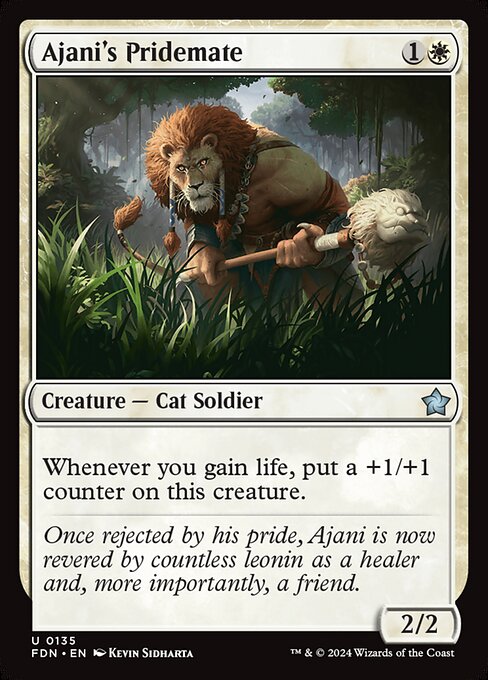 Ajani's Pridemate 1
Creature — Cat Soldier
Whenever you gain life, put a +1/+1
counter on this creature.
Once rejected by his pride, Ajani is now
revered by countless leonin as a healer
and, more importantly, a friend.
2/2
U 0135
FDN • EN Kevin Sidharta
™ & © 2024 Wizards of the Coast